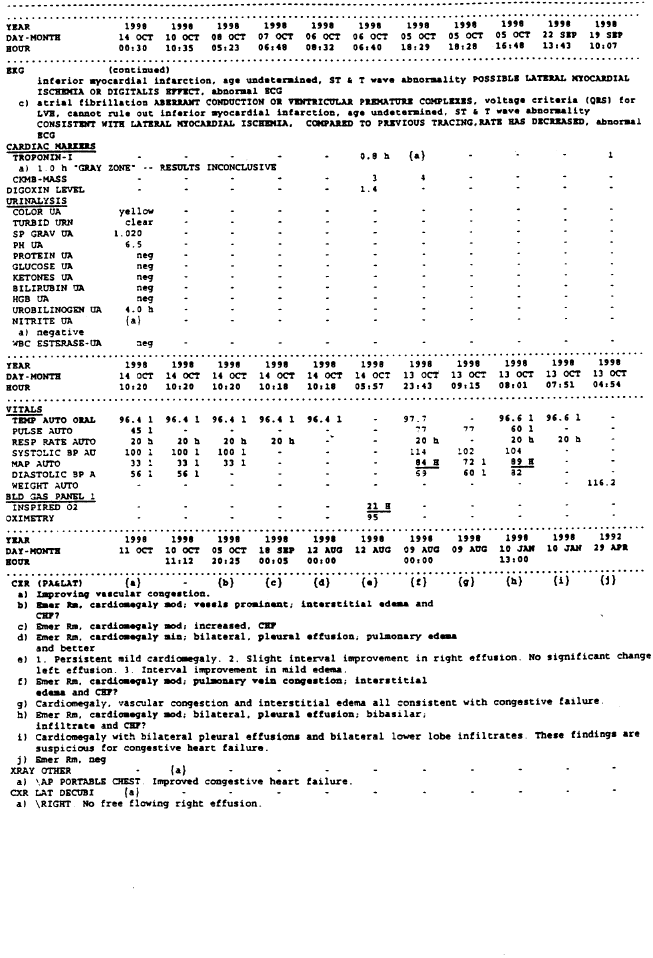 YEAR 1998 1998 1998 1998 1998 1998 1998 1998 1998 1998 1998
DAY-MONTH 14 OCT 10 OCT 08 OCT 07 OCT 06 OCT 06 OCT 05 OCT 05 OCT 05 OCT 22 SEP 19 SEP
HOUR 00:30 10:35 05:23 06:48 08:32 06:40 18:29 18:28 16:48 13:43 10:07
EKG (continued)
inferior myocardial infarction, age undetermined, ST & T wave abnormality POSSIBLE LATERAL MYOCARDIAL
ISCHEMIA OR DIGITALIS EFFECT, abnormal ECG
c) atrial fibrillation ABERRANT CONDUCTION OR VENTRICULAR PREMATURE COMPLEXES, voltage criteria (QRS) for
LVH, cannot rule out inferior myocardial infarction, age undetermined, ST & T wave abnormality
CONSISTENT WITH LATERAL MYOCARDIAL ISCHEMIA, COMPARED TO PREVIOUS TRACING,RATE HAS DECREASED, abnormal
ECG
CARDIAC MARKERS
TROPONIN-I - - - - - 0.8 h {a} - - - 1
a) 1.0 h "GRAY ZONE" -- RESULTS INCONCLUSIVE
CKMB-MASS - - - - - 3 4 - - - -
DIGOXIN LEVEL - - - - - 1.4 - - - - -
URINALYSIS
COLOR UA yellow - - - - - - - - - -
TURBID URN clear - - - - - - - - - -
SP GRAV UA 1.020 - - - - - - - - - -
PH UA 6.5 - - - - - - - - - -
PROTEIN UA neg - - - - - - - - - -
GLUCOSE UA neg - - - - - - - - - -
KETONES UA neg - - - - - - - - - -
BILIRUBIN UA neg - - - - - - - - - -
HGB UA neg - - - - - - - - - -
UROBILINOGEN UA 4.0 h - - - - - - - - - -
NITRITE UA {a} - - - - - - - - - -
a) negative
WBC ESTERASE-UA neg - - - - - - - - - -
YEAR 1998 1998 1998 1998 1998 1998 1998 1998 1998 1998 1998
DAY-MONTH 14 OCT 14 OCT 14 OCT 14 OCT 14 OCT 14 OCT 13 OCT 13 OCT 13 OCT 13 OCT 13 OCT
HOUR 10:20 10:20 10:20 10:18 10:18 05:57 23:43 09:15 08:01 07:51 04:54
VITALS
TEMP AUTO ORAL 96.4 l 96.4 l 96.4 l 96.4 l 96.4 l - 97.7 96.6 l 96.6 l -
PULSE AUTO 45 l - - - - - 77 77 60 l - -
RESP RATE AUTO 20 h 20 h 20 h 20 h - - 20 h - 20 h 20 h -
SYSTOLIC BP AU 100 l 100 l 100 l - - - 114 102 104 - -
MAP AUTO 33 l 33 l 33 l - - - 84 H 72 l 89 H - -
DIASTOLIC BP A 56 l 56 l - - - - 69 60 l 82 - -
WEIGHT AUTO - - - - - - - - - - 116.2
BLD GAS PANEL 1
INSPIRED O2 - - - - - 21 H - - - - -
OXIMETRY - - - - - 95 - - - - -
YEAR 1998 1998 1998 1998 1998 1998 1998 1998 1998 1998 1992
DAY-MONTH 11 OCT 10 OCT 05 OCT 18 SEP 12 AUG 12 AUG 09 AUG 09 AUG 10 JAN 10 JAN 29 APR
HOUR 11:12 20:25 00:05 00:00 00:00 13:00
CXR (PA&LAT) {a} - {b} {c} {d} {e} {f} {g} {h} {i} {j}
a) Improving vascular congestion.
b) Emer Rm, cardiomegaly mod; vessels prominent; interstitial edema and
CHF?
c) Emer Rm, cardiomegaly mod; increased, CHF
d) Emer Rm, cardiomegaly min; bilateral, pleural effusion; pulmonary edema
and better
e) 1. Persistent mild cardiomegaly. 2. Slight interval improvement in right effusion. No significant change
left effusion. 3. Interval improvement in mild edema.
f) Emer Rm, cardiomegaly mod; pulmonary vein congestion; interstitial
edema and CHF?
g) Cardiomegaly, vascular congestion and interstitial edema all consistent with congestive failure.
h) Emer Rm, cardiomegaly mod; bilateral, pleural effusion; bibasilar;
infiltrate and CHF?
i) Cardiomegaly with bilateral pleural effusions and bilateral lower lobe infiltrates. These findings are
suspicious for congestive heart failure.
j) Emer Rm, neg
XRAY OTHER - {a} - - - - - - - - -
a) \AP PORTABLE CHEST. Improved congestive heart failure.
CXR LAT DECUBI {a} - - - - - - - - - -
a) \RIGHT No free flowing right effusion.